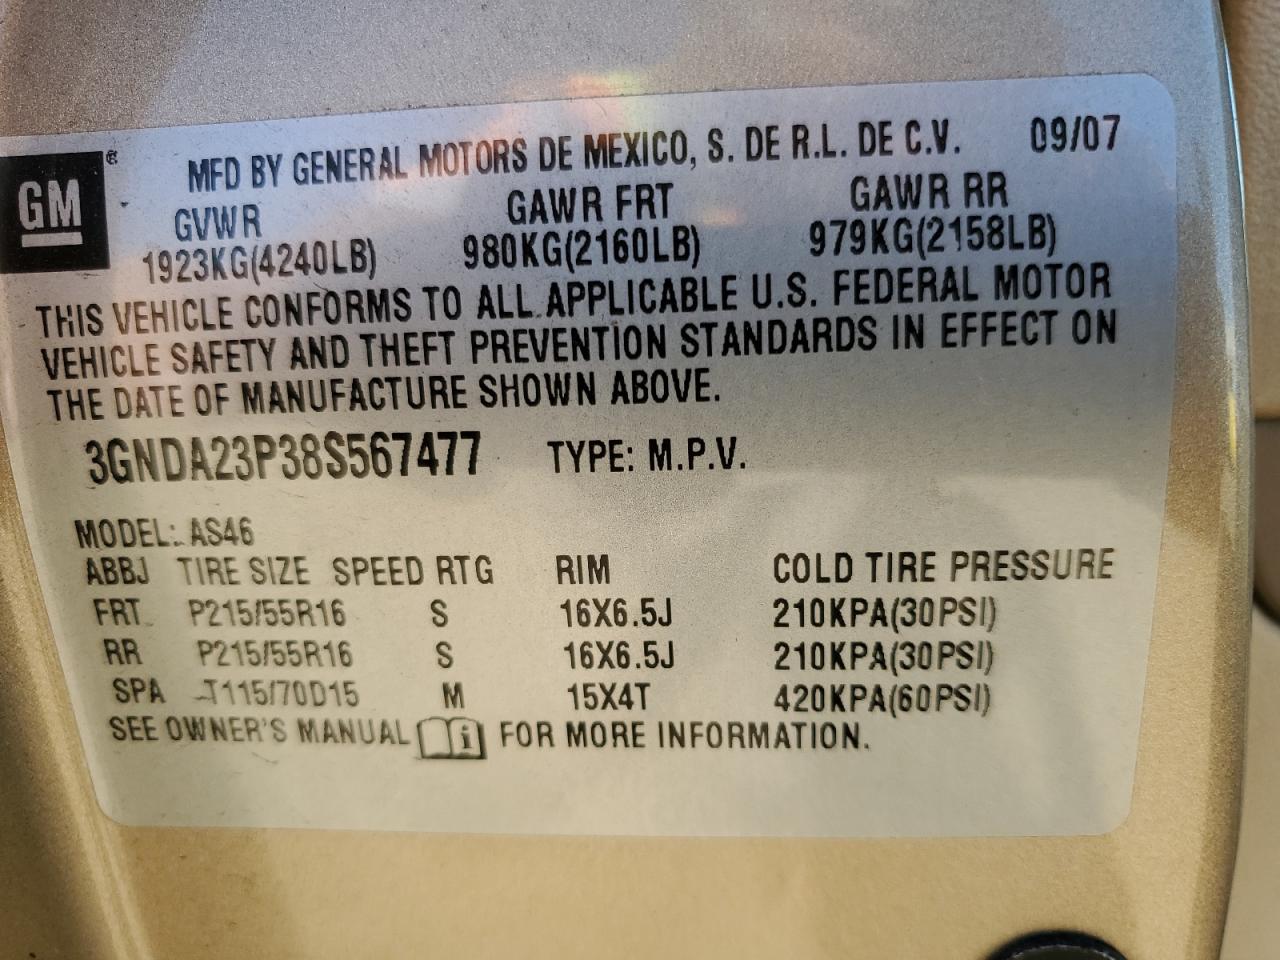 GM ® MFD BY GENERAL MOTORS DE MEXICO, S. DE R.L. DE C.V. 09/07
GVWR GAWR FRT GAWR RR
1923KG(4240LB) 980KG(2160LB) 979KG(2158LB)
THIS VEHICLE CONFORMS TO ALL APPLICABLE U.S. FEDERAL MOTOR
VEHICLE SAFETY AND THEFT PREVENTION STANDARDS IN EFFECT ON
THE DATE OF MANUFACTURE SHOWN ABOVE.
3GNDA23P38S567477 TYPE: M.P.V.
MODEL: AS46
ABBJ TIRE SIZE SPEED RTG RIM COLD TIRE PRESSURE
FRT P215/55R16 S 16X6.5J 210KPA(30PSI)
RR P215/55R16 S 16X6.5J 210KPA(30PSI)
SPA T115/70D15 M 15X4T 420KPA(60PSI)
SEE OWNER'S MANUAL i FOR MORE INFORMATION.